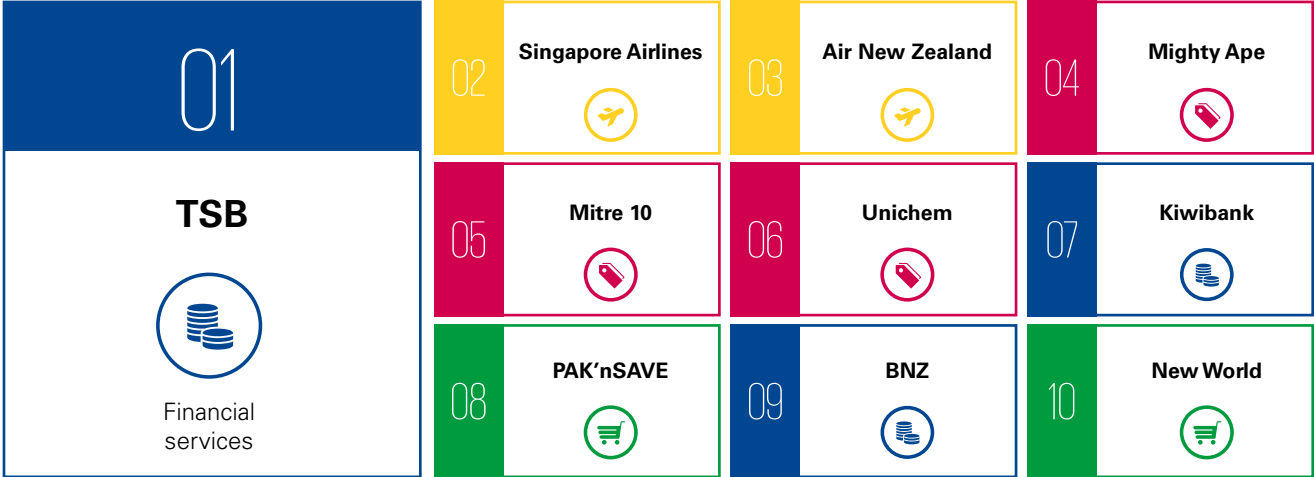 01
TSB
Financial
services
02
Singapore Airlines
03
Air New Zealand
04
Mighty Ape
05
Mitre 10
06
Unichem
07
Kiwibank
08
PAK’nSAVE
09
BNZ
10
New World